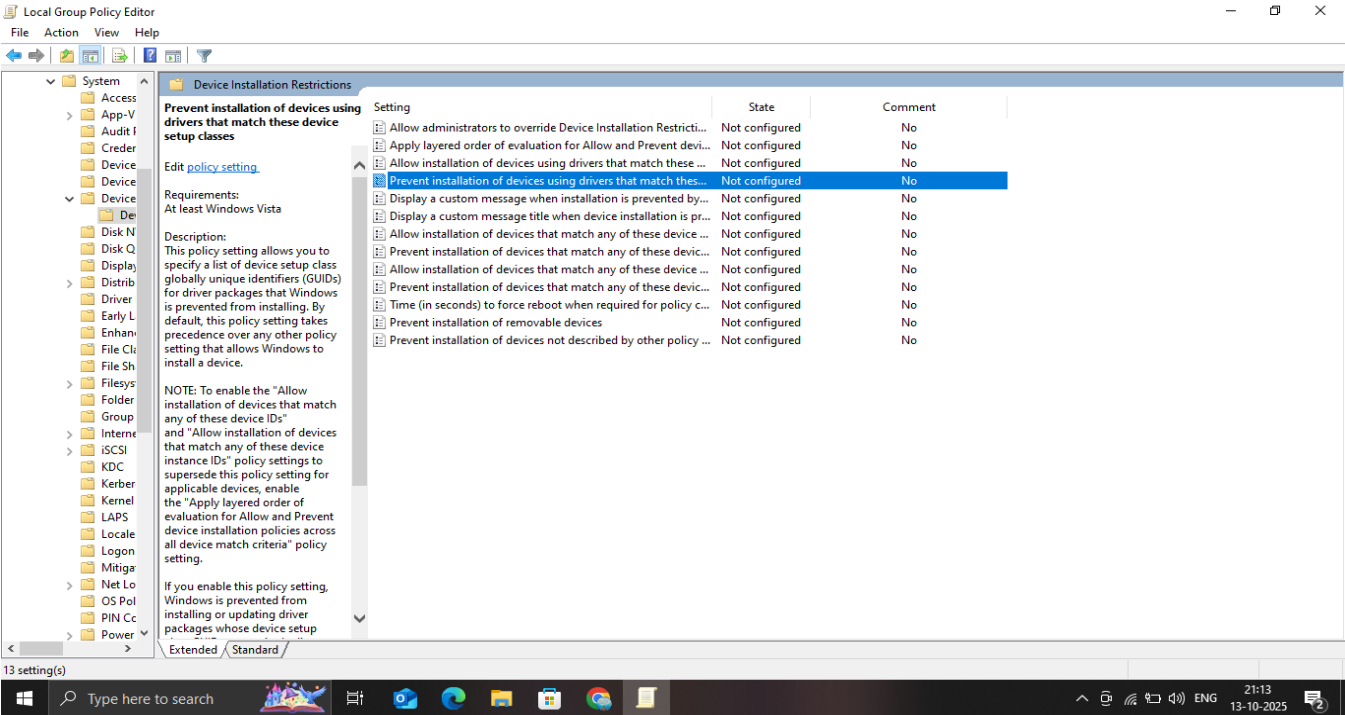 Local Group Policy Editor
File Action View Help
System
Access
App-V
Audit
Creder
Device
Device
Device
De
Disk N
Disk Q
Display
Distrib
Driver
Early L
Enhan
File Cla
File Sh
Filesys
Folder
Group
Interne
iSCSI
KDC
Kerber
Kernel
LAPS
Locale
Logon
Mitiga
Net Lo
OS Pol
PIN Co
Power
Device Installation Restrictions
Prevent installation of devices using
drivers that match these device
setup classes
Edit policy setting
Requirements:
At least Windows Vista
Description:
This policy setting allows you to
specify a list of device setup class
globally unique identifiers (GUIDs)
for driver packages that Windows
is prevented from installing. By
default, this policy setting takes
precedence over any other policy
setting that allows Windows to
install a device.
NOTE: To enable the "Allow
installation of devices that match
any of these device IDs"
and "Allow installation of devices
that match any of these device
instance IDs" policy settings to
supersede this policy setting for
applicable devices, enable
the "Apply layered order of
evaluation for Allow and Prevent
device installation policies across
all device match criteria" policy
setting.
If you enable this policy setting,
Windows is prevented from
installing or updating driver
packages whose device setup
Setting State Comment
Allow administrators to override Device Installation Restricti... Not configured No
Apply layered order of evaluation for Allow and Prevent devi... Not configured No
Allow installation of devices using drivers that match these ... Not configured No
Prevent installation of devices using drivers that match thes... Not configured No
Display a custom message when installation is prevented by... Not configured No
Display a custom message title when device installation is pr... Not configured No
Allow installation of devices that match any of these device ... Not configured No
Prevent installation of devices that match any of these devic... Not configured No
Allow installation of devices that match any of these device ... Not configured No
Prevent installation of devices that match any of these devic... Not configured No
Time (in seconds) to force reboot when required for policy c... Not configured No
Prevent installation of removable devices Not configured No
Prevent installation of devices not described by other policy ... Not configured No
Extended Standard
13 setting(s)
Type here to search
ENG
21:13
13-10-2025
2